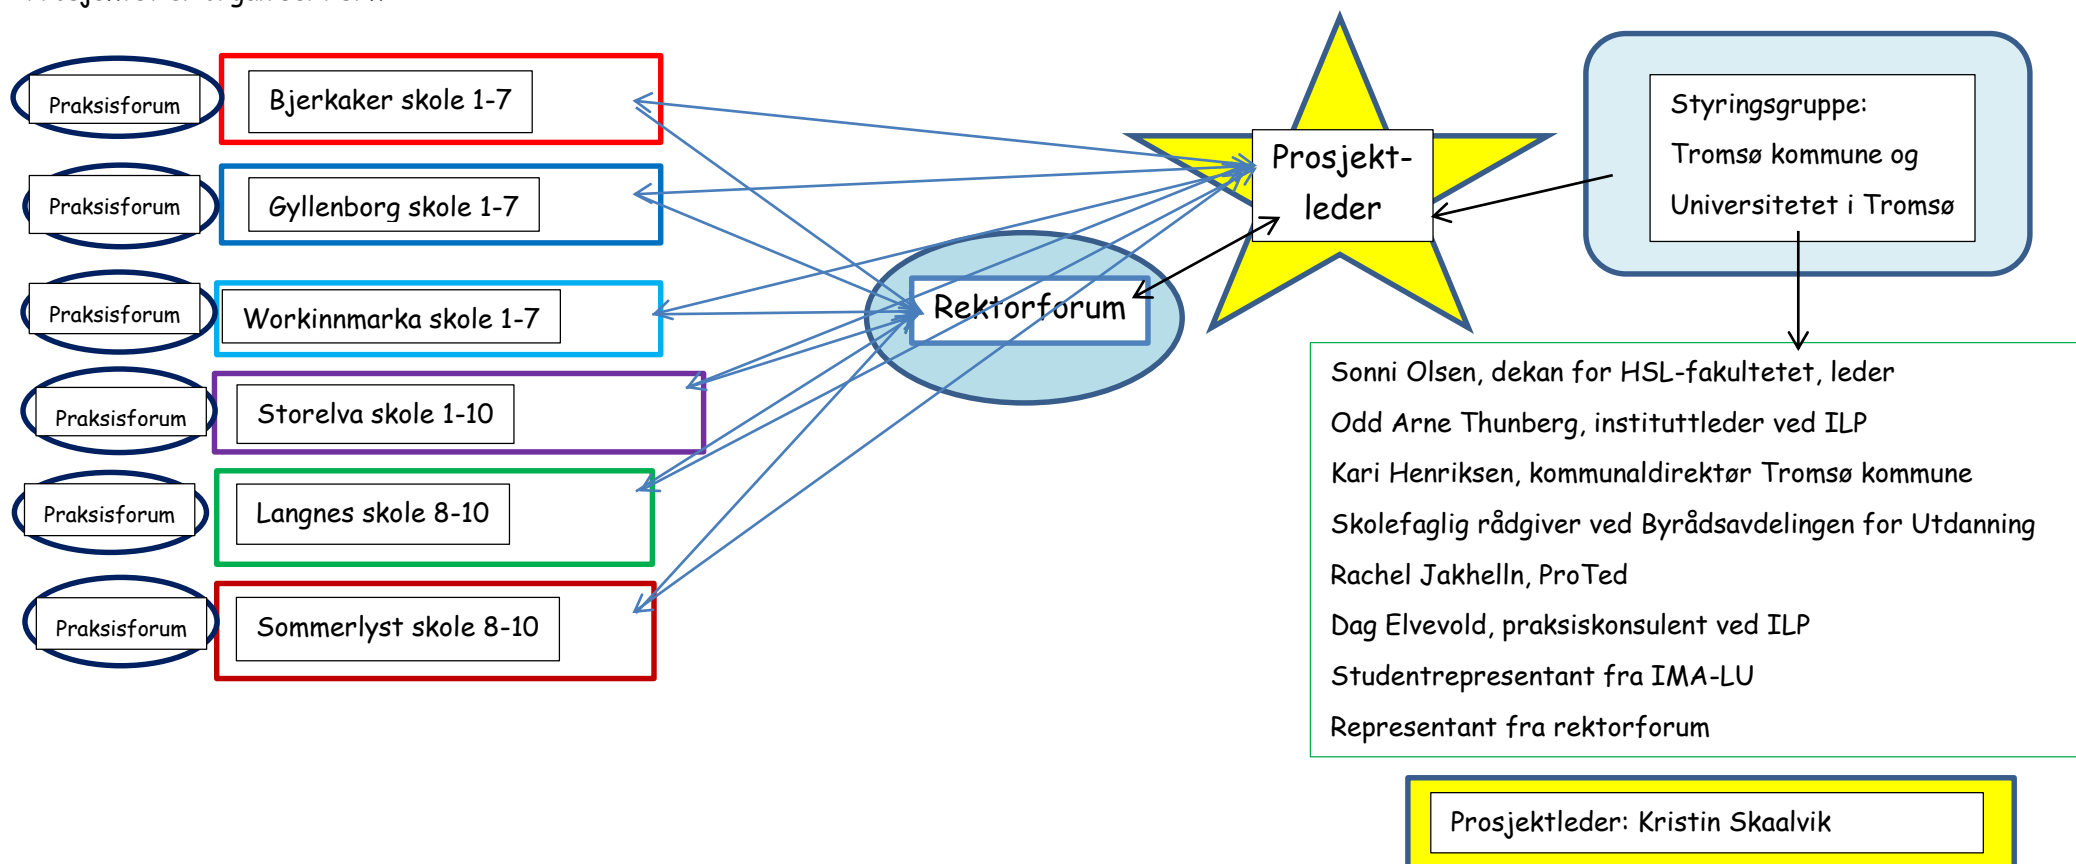 Praksisforum
Bjerkaker skole 1-7
Praksisforum
Gyllenborg skole 1-7
Praksisforum
Workinnmarka skole 1-7
Praksisforum
Storelva skole 1-10
Praksisforum
Langnes skole 8-10
Praksisforum
Sommerlyst skole 8-10
Rektorforum
Prosjekt-
leder
Styringsgruppe:
Tromsø kommune og
Universitetet i Tromsø
Sonni Olsen, dekan for HSL-fakultetet, leder
Odd Arne Thunberg, instituttleder ved ILP
Kari Henriksen, kommunaldirektør Tromsø kommune
Skolefaglig rådgiver ved Byrådsavdelingen for Utdanning
Rachel Jakhelln, ProTed
Dag Elvevold, praksiskonsulent ved ILP
Studentrepresentant fra IMA-LU
Representant fra rektorforum
Prosjektleder: Kristin Skaalvik